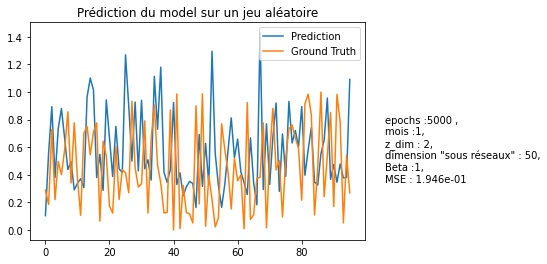 Prédiction du model sur un jeu aléatoire
Prediction
Ground Truth
1.4
1.2
1.0
0.8
0.6
0.4
0.2
0.0
0
20
40
60
80
epochs :5000 ,
mois :1,
z_dim : 2,
dimension "sous réseaux" : 50,
Beta :1,
MSE : 1.946e-01